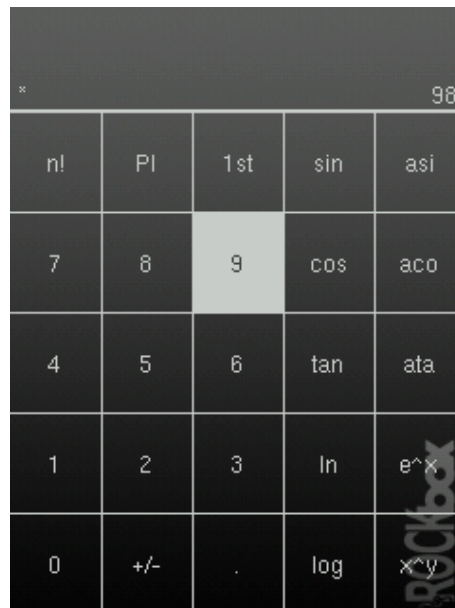 * 98
n! PI 1st sin asi
7 8 9 cos aco
4 5 6 tan ata
1 2 3 ln e^x
0 +/- . log x^y
ROCKbox